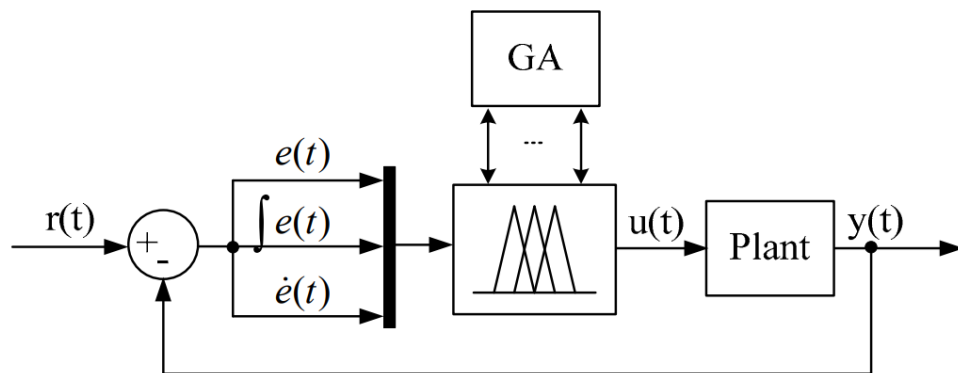 GA
...
e(t)
r(t)
+
-
∫ e(t)
u(t)
Plant
y(t)
ė(t)